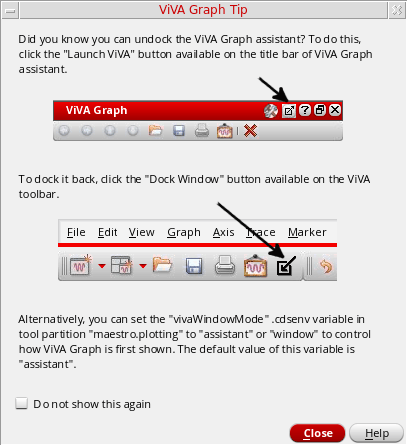 ViVA Graph Tip
Did you know you can undock the ViVA Graph assistant? To do this,
click the "Launch ViVA" button available on the title bar of ViVA Graph
assistant.
ViVA Graph
To dock it back, click the "Dock Window" button available on the ViVA
toolbar.
File Edit View Graph Axis Trace Marker
Alternatively, you can set the "vivaWindowMode" .cdsenv variable in
tool partition "maestro.plotting" to "assistant" or "window" to control
how ViVA Graph is first shown. The default value of this variable is
"assistant".
Do not show this again
Close Help